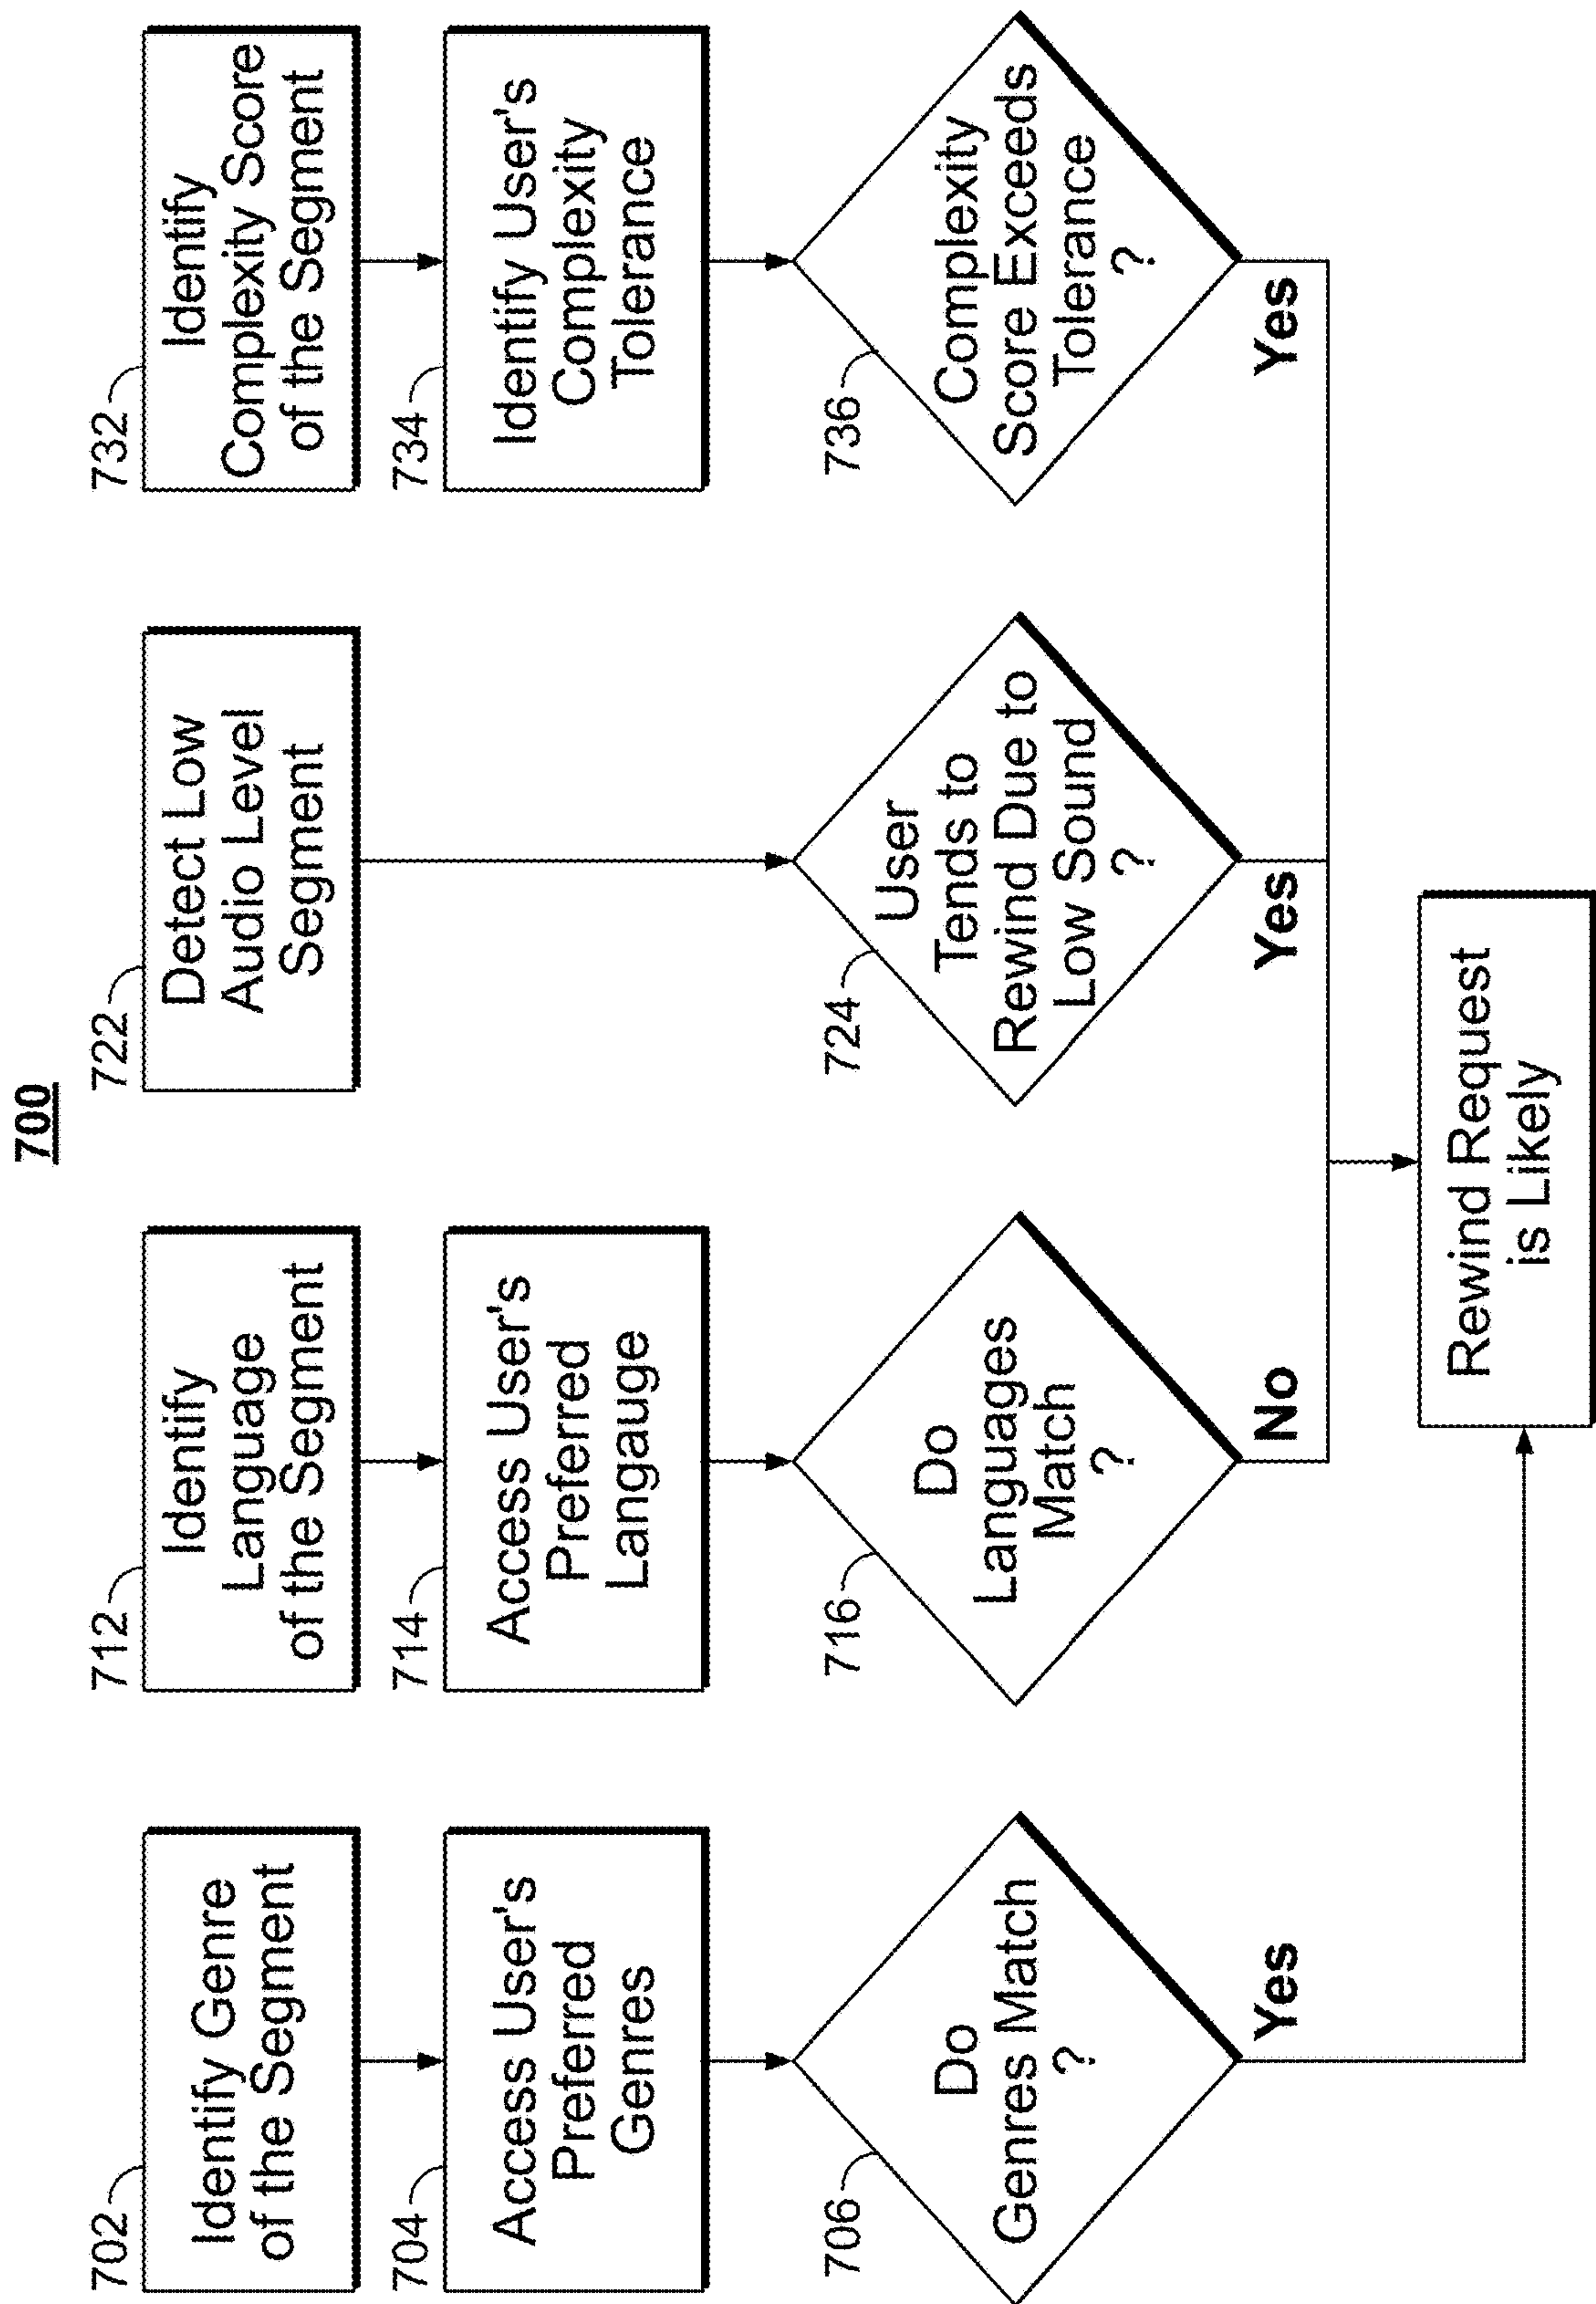 700
702
Identify Genre
of the Segment
704
Access User's
Preferred
Genres
706
Do
Genres Match
?
Yes
712
Identify
Language
of the Segment
714
Access User's
Preferred
Langauge
716
Do
Languages
Match
?
No
722
Detect Low
Audio Level
Segment
724
User
Tends to
Rewind Due to
Low Sound
?
Yes
732
Identify
Complexity Score
of the Segment
734
Identify User's
Complexity
Tolerance
736
Complexity
Score Exceeds
Tolerance
?
Yes
Rewind Request
is Likely